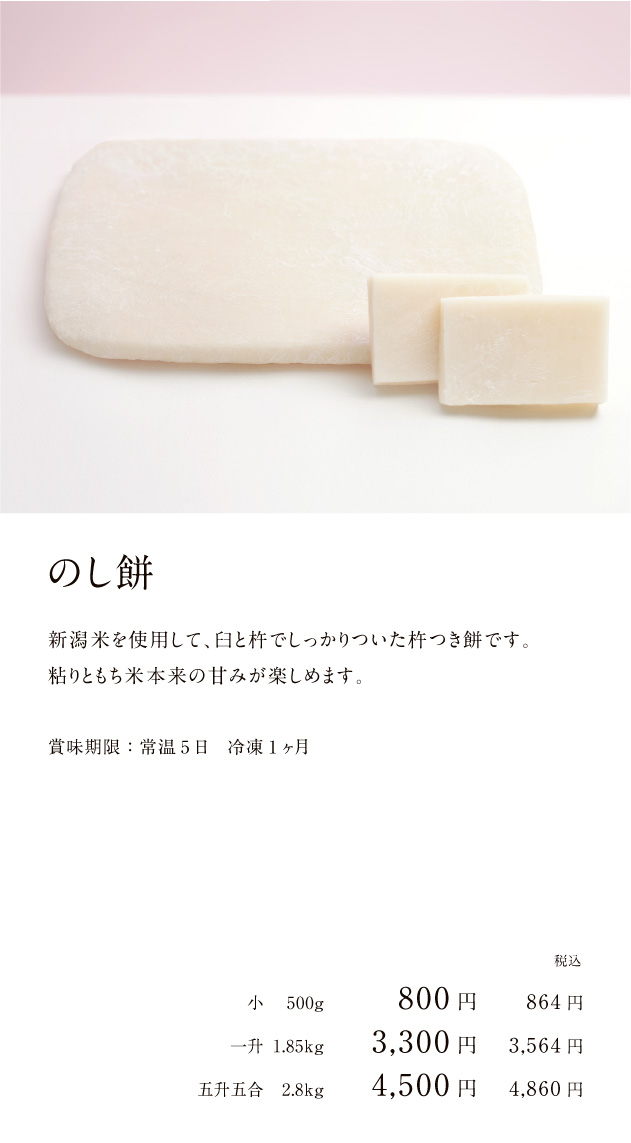 のし餅
新潟米を使用して、臼と杵でしっかりついた杵つき餅です。
粘りともち米本来の甘みが楽しめます。
賞味期限：常温5日　冷凍1ヶ月
税込
小　500g　800円　864円
一升 1.85kg　3,300円　3,564円
五升五合　2.8kg　4,500円　4,860円